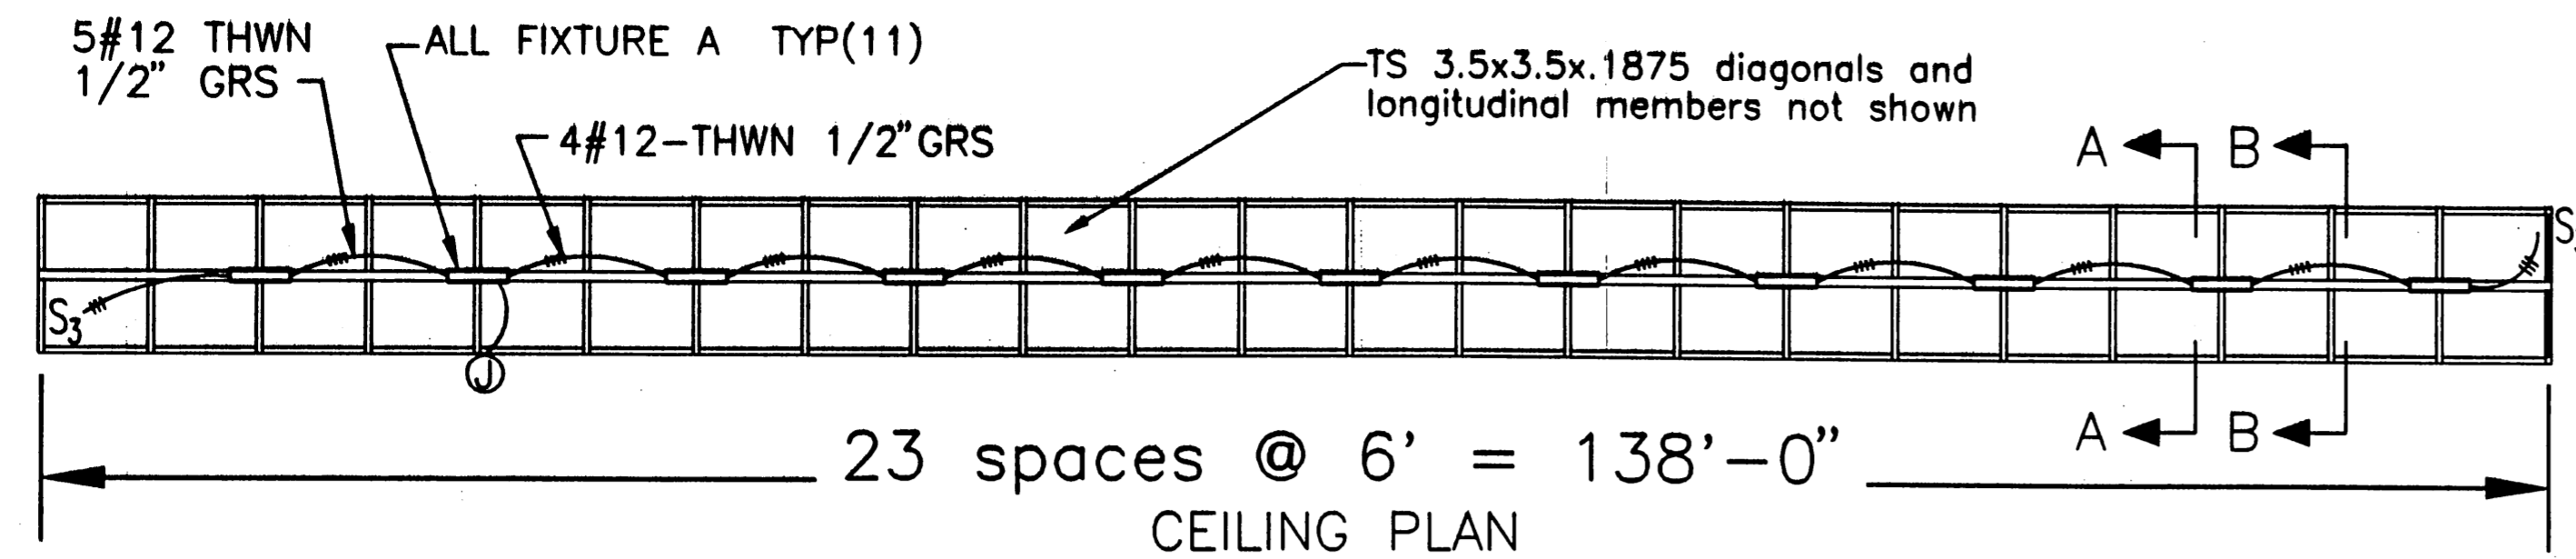 5#12 THWN
1/2" GRS
ALL FIXTURE A TYP(11)
4#12-THWN 1/2"GRS
TS 3.5x3.5x.1875 diagonals and
longitudinal members not shown
A
B
S3
S
J
A
B
23 spaces @ 6' = 138'-0"
CEILING PLAN